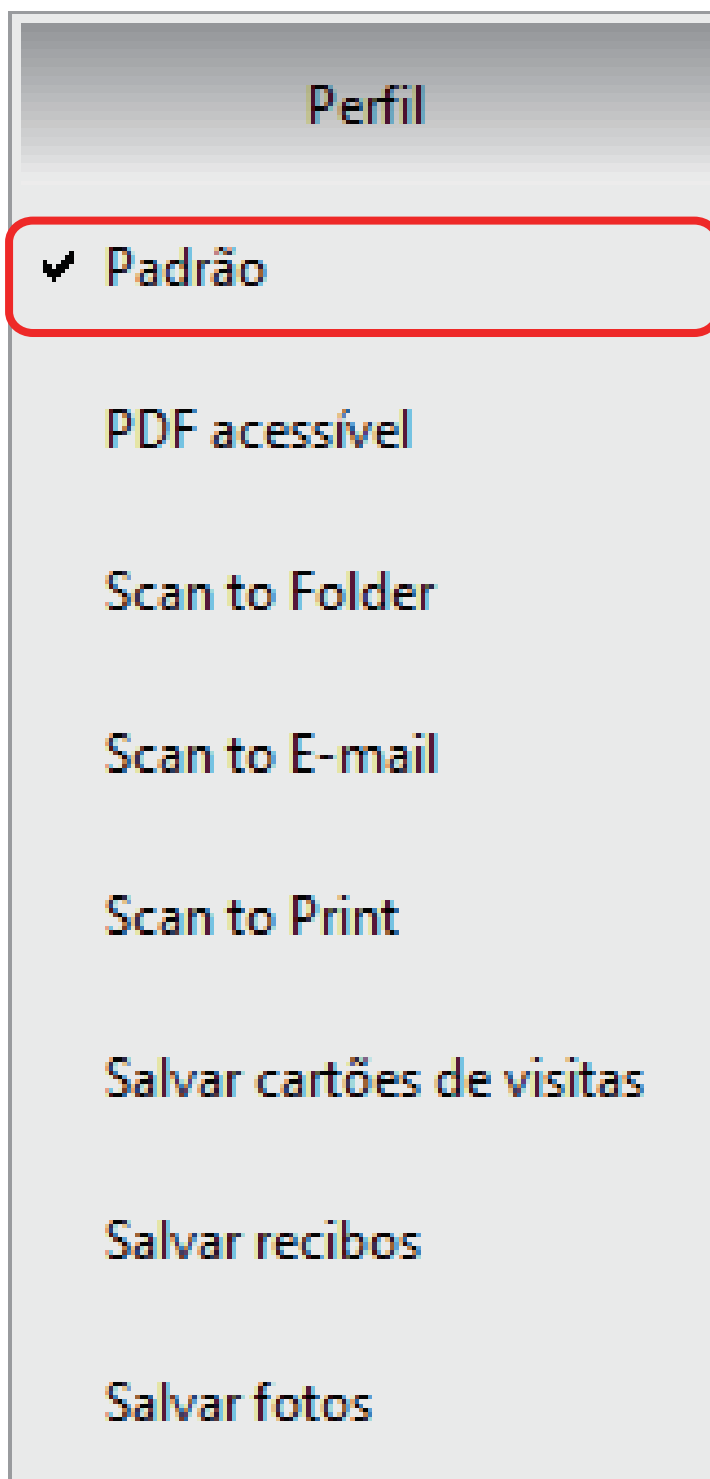 Perfil
Padrão
PDF acessível
Scan to Folder
Scan to E-mail
Scan to Print
Salvar cartões de visitas
Salvar recibos
Salvar fotos